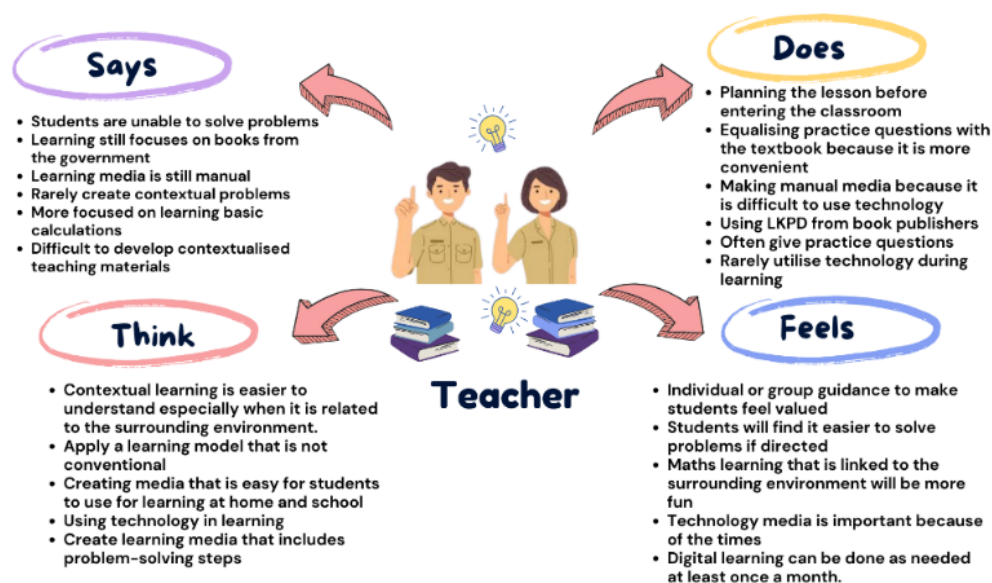 Says
• Students are unable to solve problems
• Learning still focuses on books from
the government
• Learning media is still manual
• Rarely create contextual problems
• More focused on learning basic
calculations
• Difficult to develop contextualised
teaching materials
Does
• Planning the lesson before
entering the classroom
• Equalising practice questions with
the textbook because it is more
convenient
• Making manual media because it
is difficult to use technology
• Using LKPD from book publishers
• Often give practice questions
• Rarely utilise technology during
learning
Think
• Contextual learning is easier to
understand especially when it is related
to the surrounding environment.
• Apply a learning model that is not
conventional
• Creating media that is easy for students
to use for learning at home and school
• Using technology in learning
• Create learning media that includes
problem-solving steps
Teacher
Feels
• Individual or group guidance to make
students feel valued
• Students will find it easier to solve
problems if directed
• Maths learning that is linked to the
surrounding environment will be more
fun
• Technology media is important because
of the times
• Digital learning can be done as needed
at least once a month.